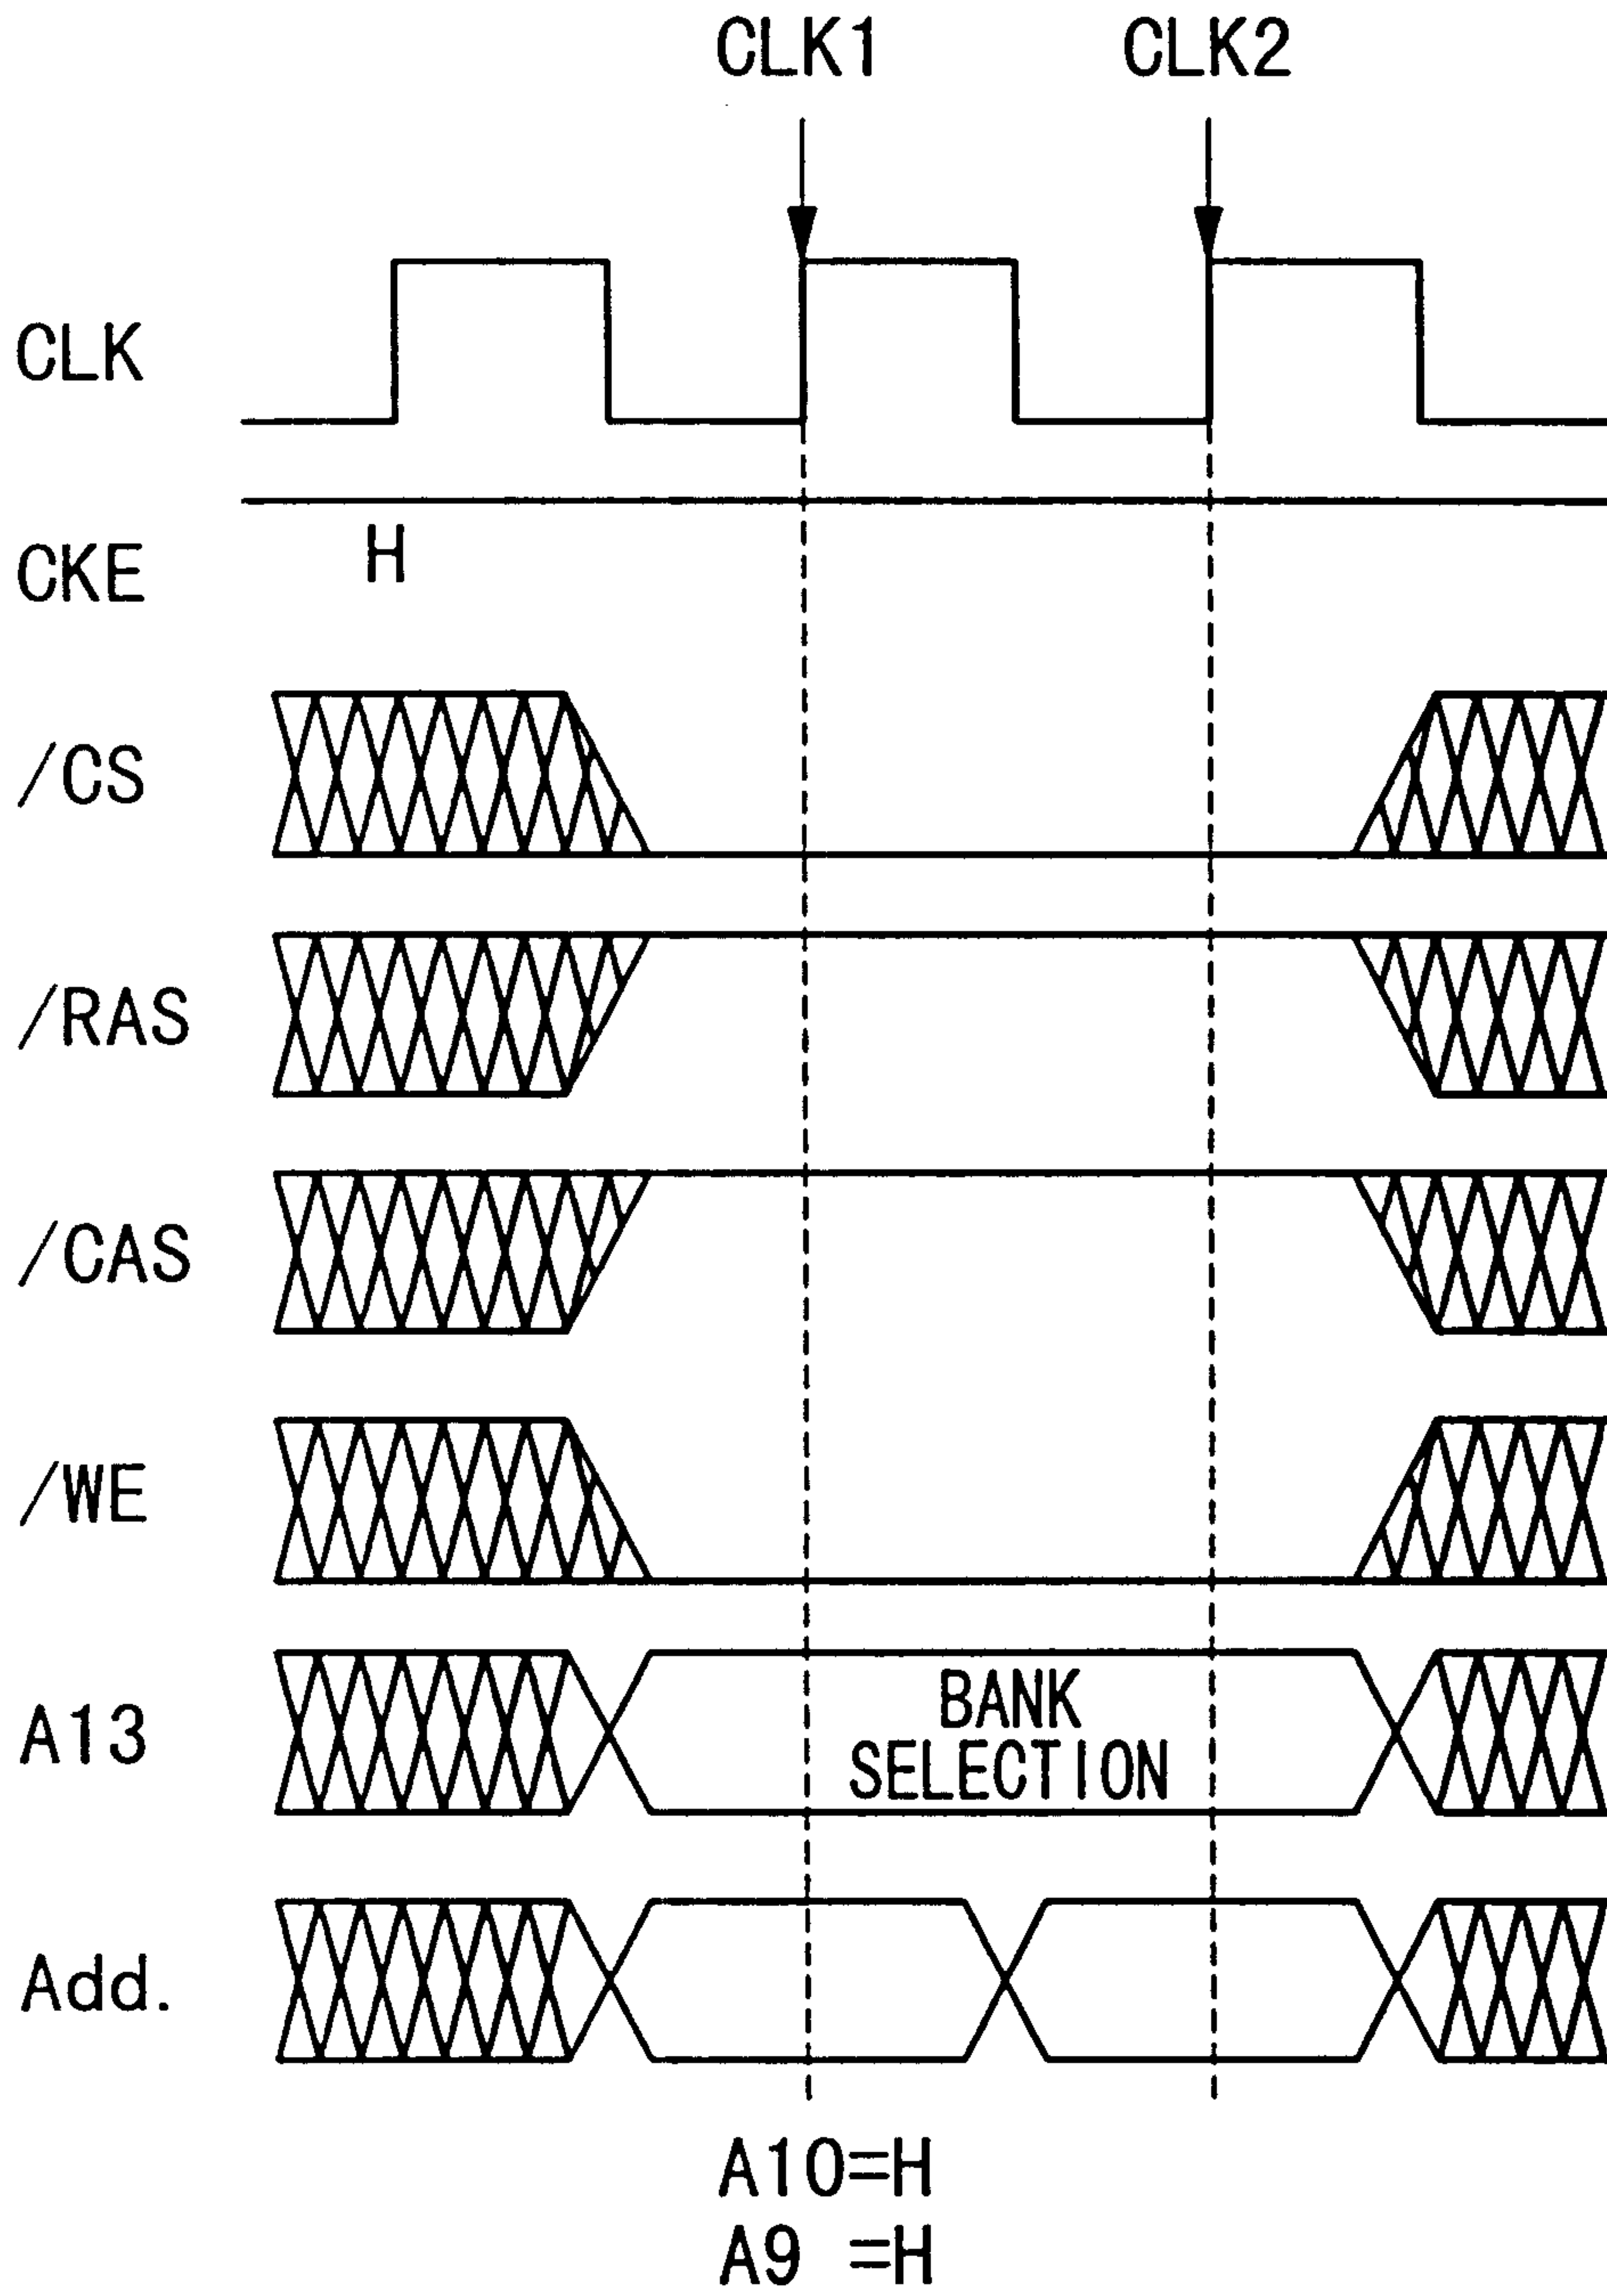 CLK1
CLK2
CLK
CKE
H
/CS
/RAS
/CAS
/WE
A13
BANK
SELECTION
Add.
A10=H
A9 =H